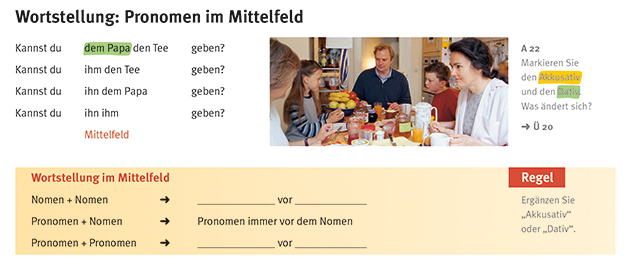 Wortstellung: Pronomen im Mittelfeld
Kannst du dem Papa den Tee geben?
Kannst du ihm den Tee geben?
Kannst du ihn dem Papa geben?
Kannst du ihn ihm geben?
Mittelfeld
A 22
Markieren Sie
den Akkusativ
und den Dativ.
Was ändert sich?
➔ Ü 20
Wortstellung im Mittelfeld
Nomen + Nomen ➔ ____________ vor ____________
Pronomen + Nomen ➔ Pronomen immer vor dem Nomen
Pronomen + Pronomen ➔ ____________ vor ____________
Regel
Ergänzen Sie
„Akkusativ“
oder „Dativ“.